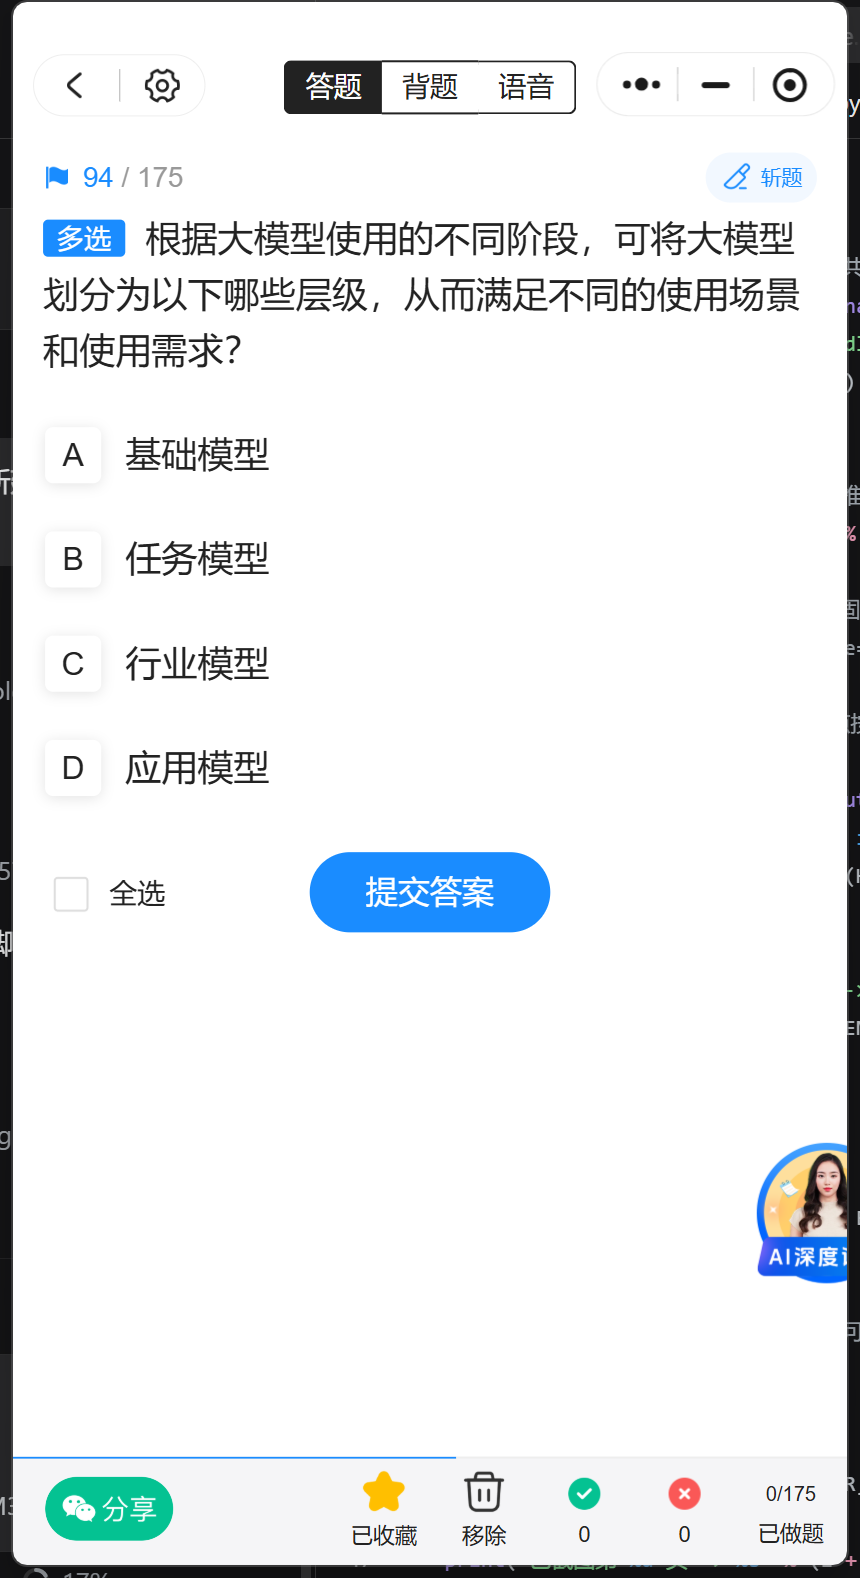 答题 背题 语音
94 / 175 斩题
多选 根据大模型使用的不同阶段，可将大模型
划分为以下哪些层级，从而满足不同的使用场景
和使用需求？
A 基础模型
B 任务模型
C 行业模型
D 应用模型
全选 提交答案
AI深度
分享 已收藏 移除 0 0 0/175 已做题
17%